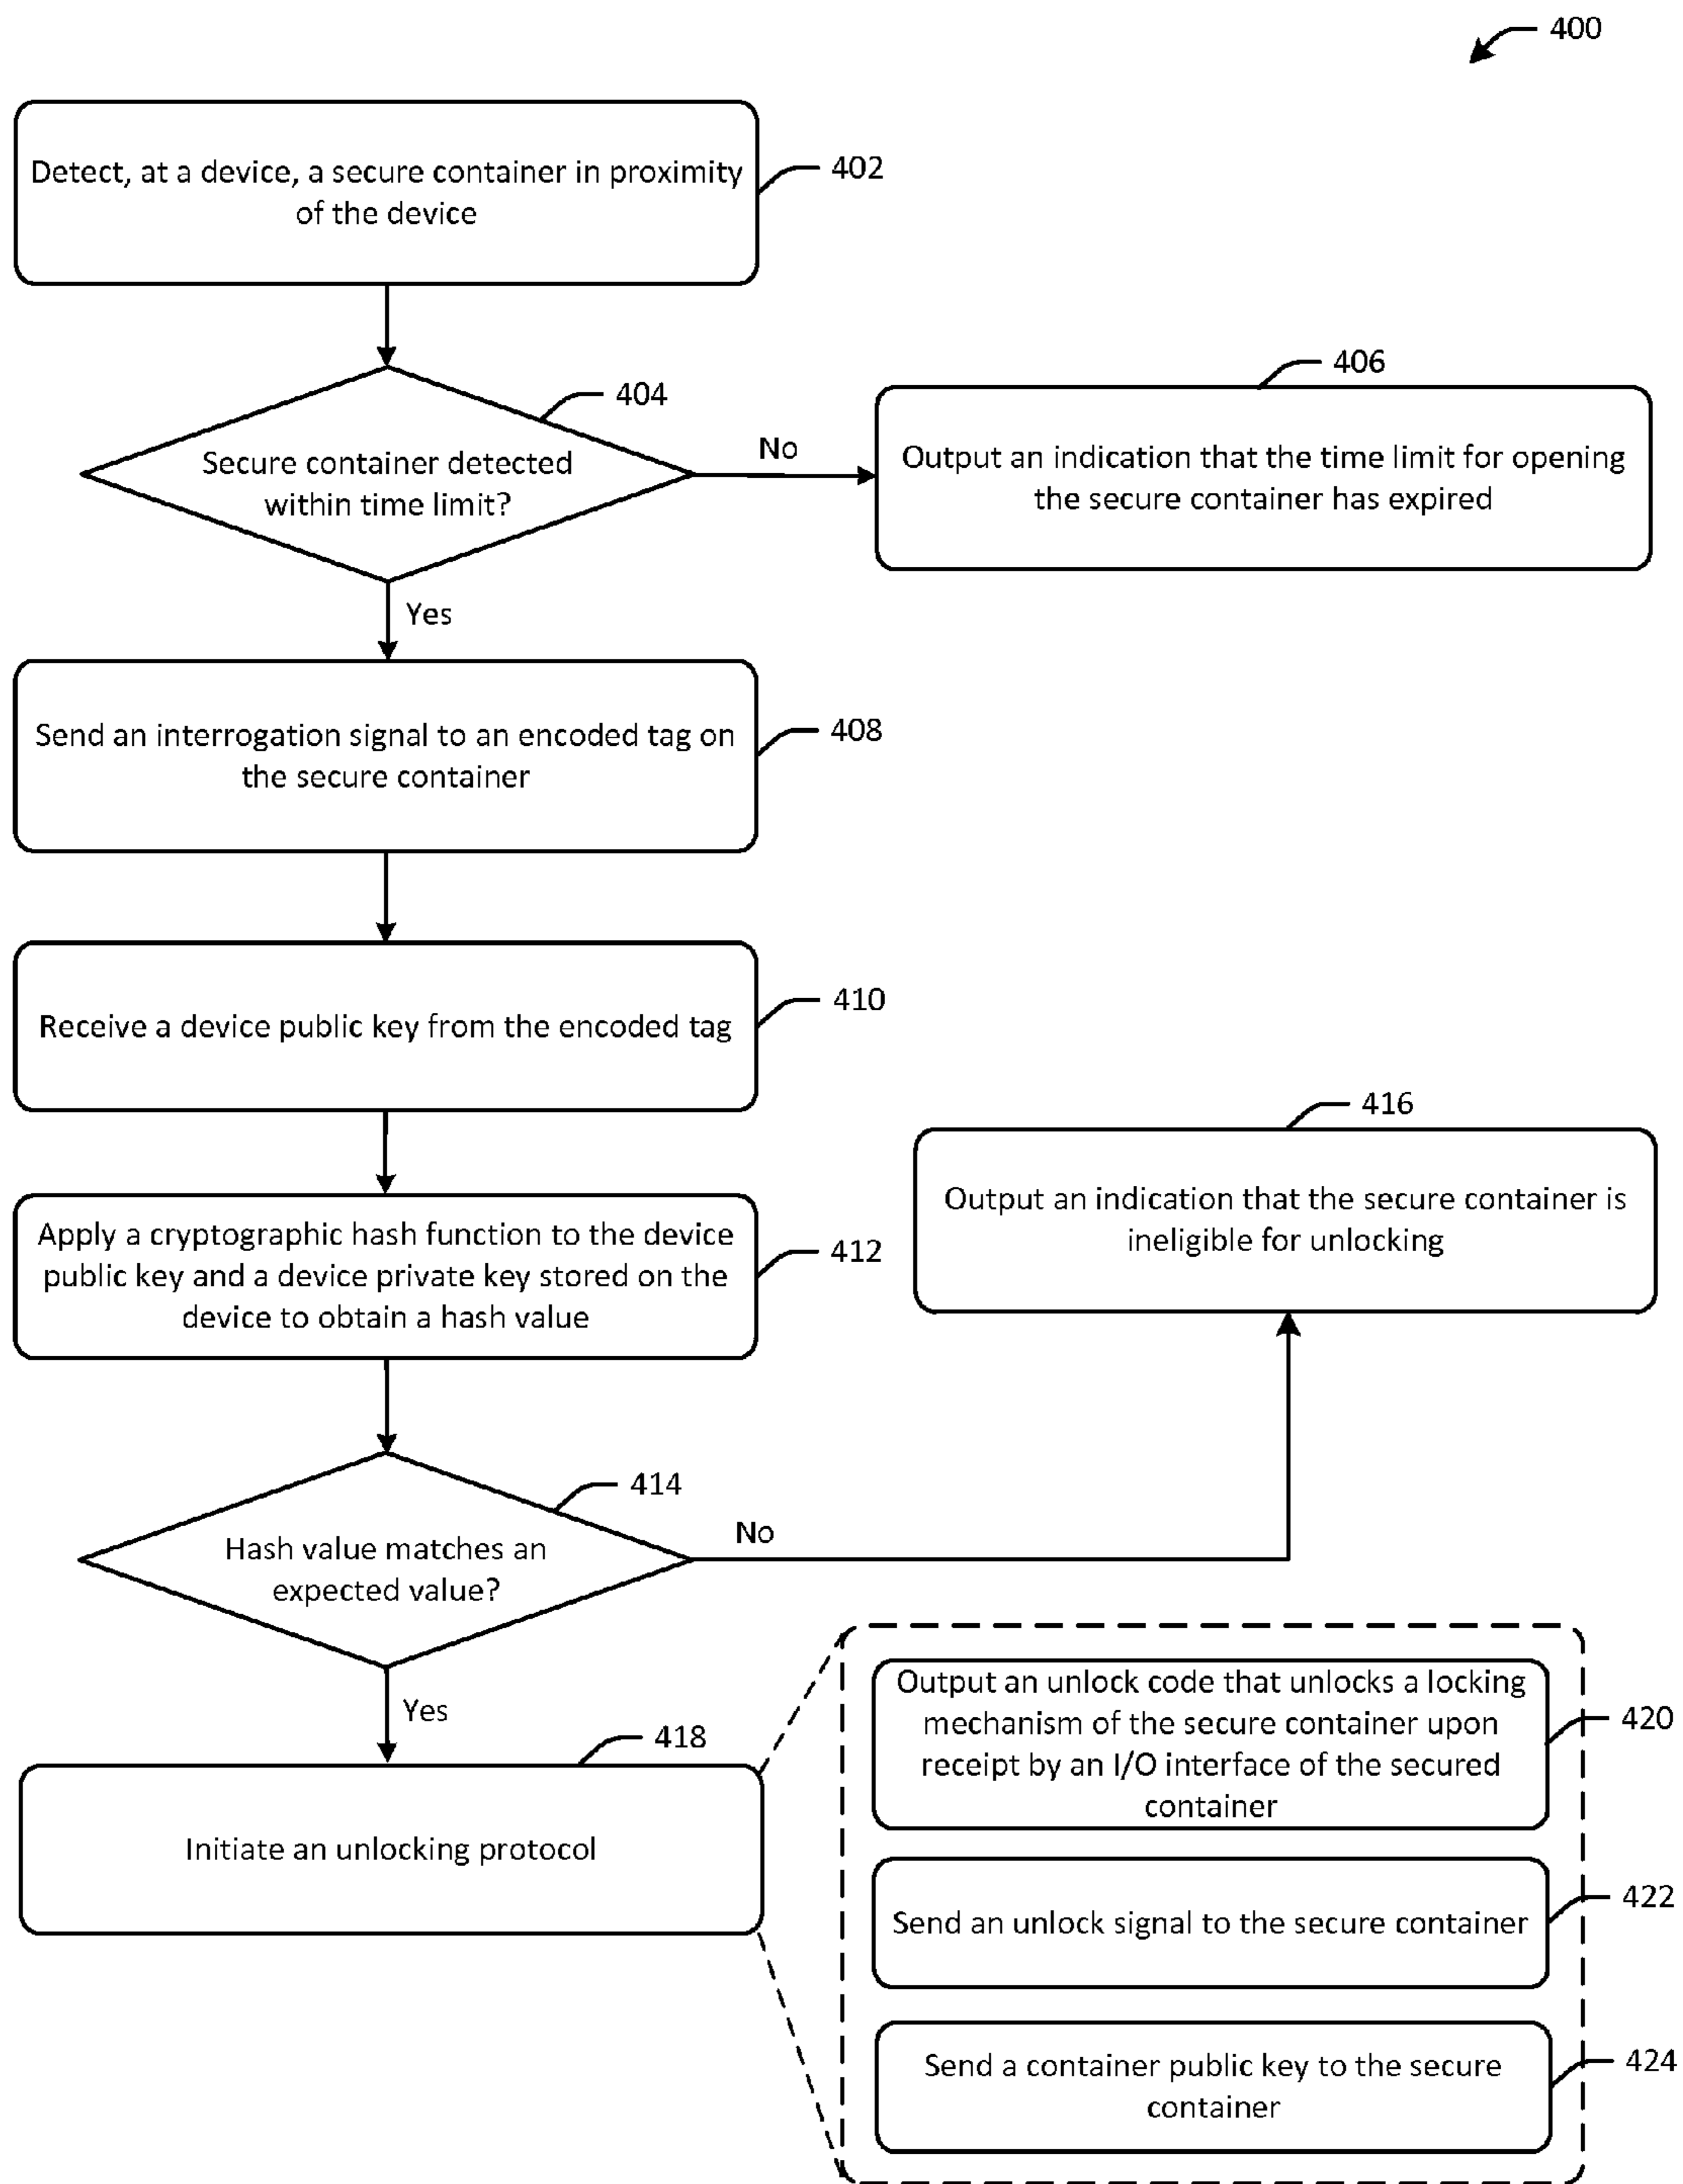 400
Detect, at a device, a secure container in proximity
of the device
402
404
Secure container detected
within time limit?
No
406
Output an indication that the time limit for opening
the secure container has expired
Yes
Send an interrogation signal to an encoded tag on
the secure container
408
Receive a device public key from the encoded tag
410
Apply a cryptographic hash function to the device
public key and a device private key stored on the
device to obtain a hash value
412
416
Output an indication that the secure container is
ineligible for unlocking
414
Hash value matches an
expected value?
No
Yes
418
Initiate an unlocking protocol
Output an unlock code that unlocks a locking
mechanism of the secure container upon
receipt by an I/O interface of the secured
container
420
Send an unlock signal to the secure container
422
Send a container public key to the secure
container
424